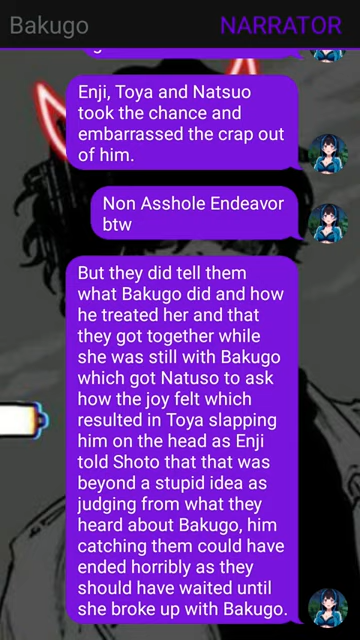 Bakugo
NARRATOR
Enji, Toya and Natsuo
took the chance and
embarrassed the crap out
of him.
Non Asshole Endeavor
btw
But they did tell them
what Bakugo did and how
he treated her and that
they got together while
she was still with Bakugo
which got Natuso to ask
how the joy felt which
resulted in Toya slapping
him on the head as Enji
told Shoto that that was
beyond a stupid idea as
judging from what they
heard about Bakugo, him
catching them could have
ended horribly as they
should have waited until
she broke up with Bakugo.